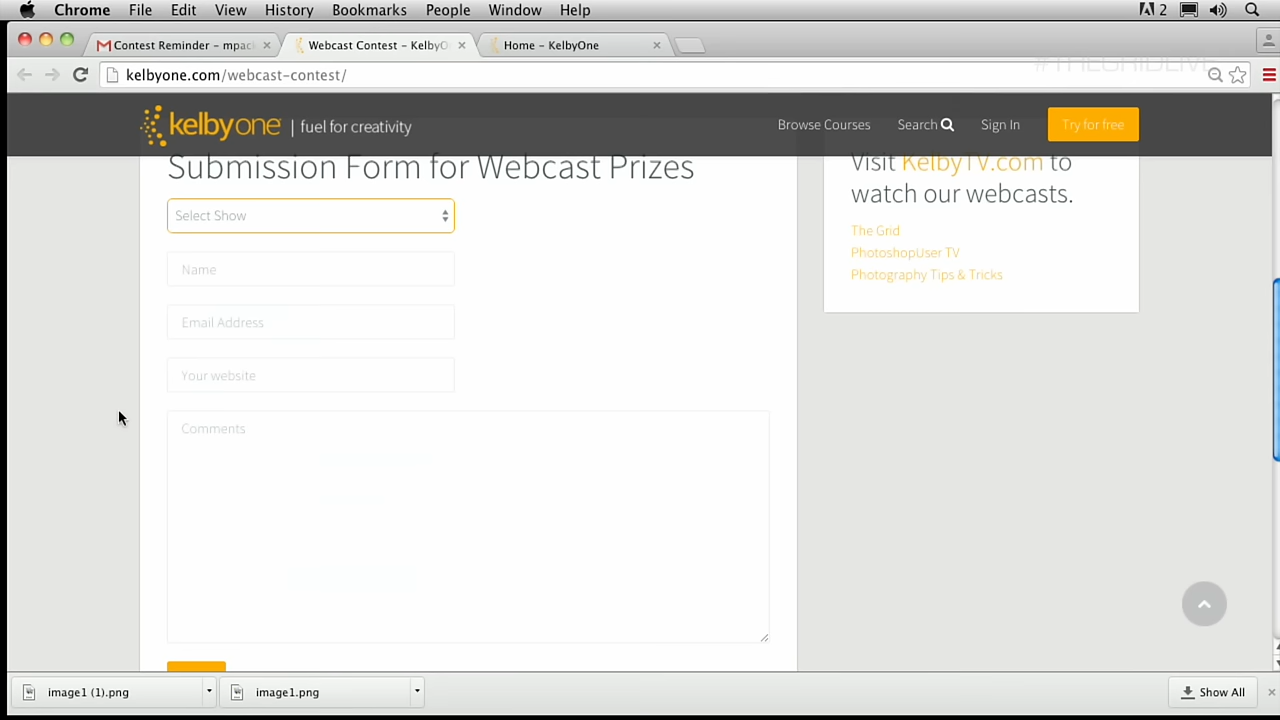 Chrome File Edit View History Bookmarks People Window Help
2
Contest Reminder – mpac
Webcast Contest – KelbyO
Home – KelbyOne
#THEGRIDLIVE
kelbyone.com/webcast-contest/
kelbyone | fuel for creativity
Browse Courses
Search
Sign In
Try for free
Submission Form for Webcast Prizes
Select Show
Name
Email Address
Your website
Comments
Visit KelbyTV.com to
watch our webcasts.
The Grid
PhotoshopUser TV
Photography Tips & Tricks
image1 (1).png
image1.png
Show All